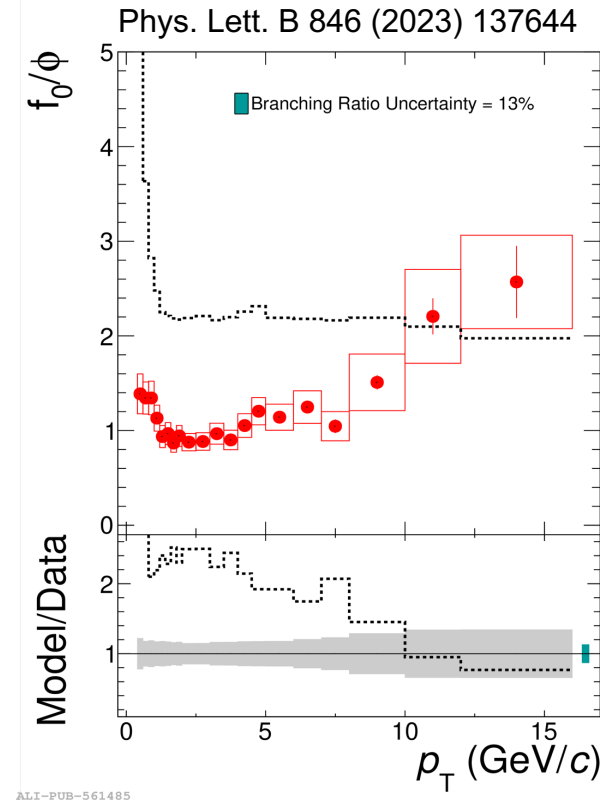 Phys. Lett. B 846 (2023) 137644
f0/ϕ
5
Branching Ratio Uncertainty = 13%
4
3
2
1
0
Model/Data
2
1
0 5 10 15
pT (GeV/c)
ALI-PUB-561485